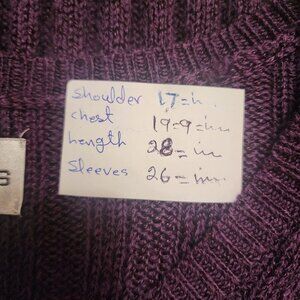 shoulder 17=in
chest 19=9=in
length 28=in
Sleeves 26=in
S